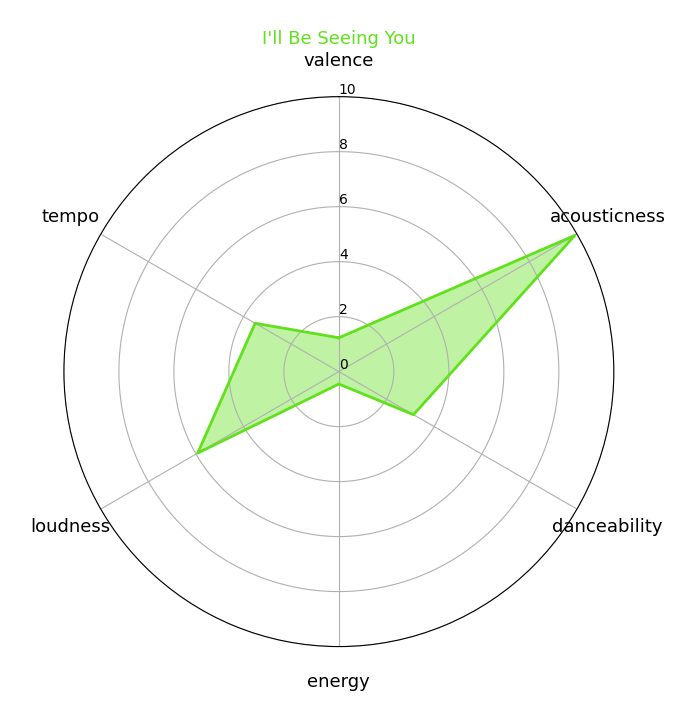 I'll Be Seeing You
valence
10
8
6
4
2
0
tempo
acousticness
loudness
danceability
energy